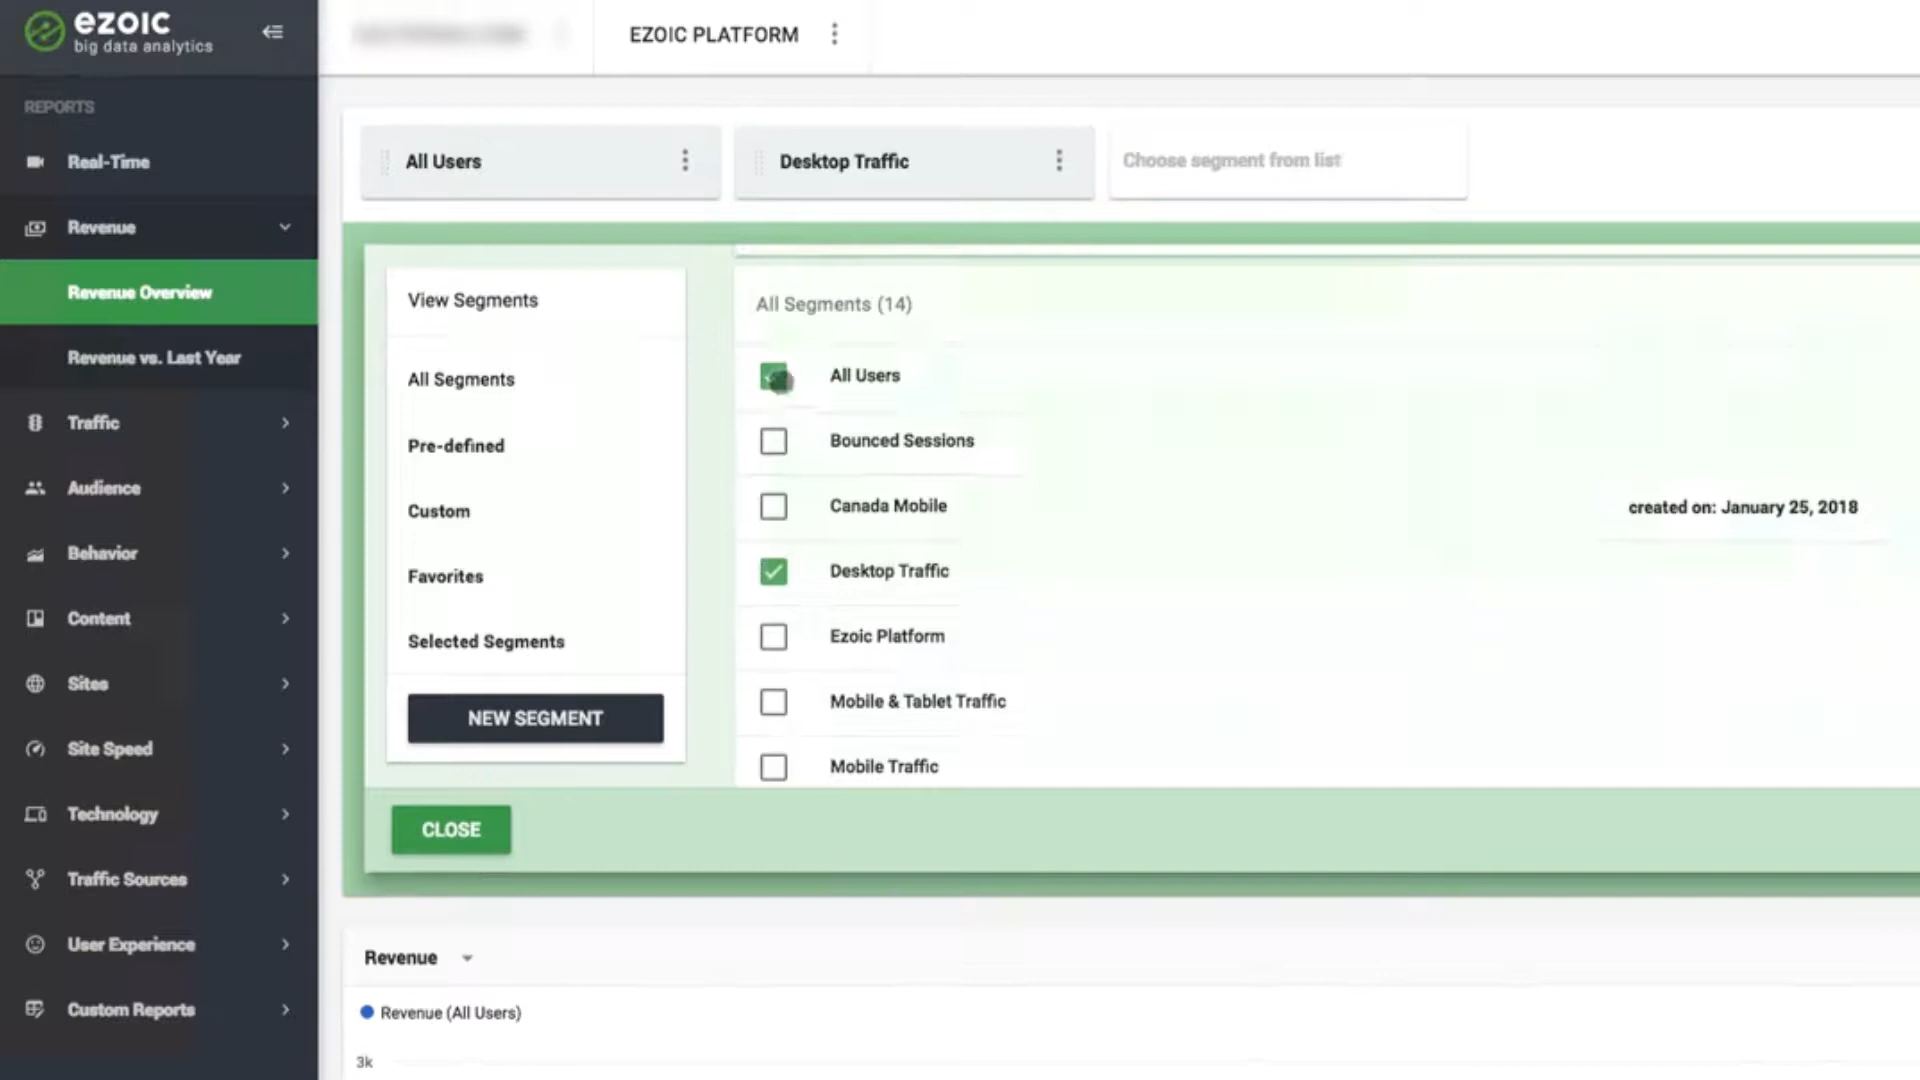 ezoic
big data analytics
EZOIC PLATFORM
REPORTS
Real-Time
Revenue
Revenue Overview
Revenue vs. Last Year
Traffic
Audience
Behavior
Content
Sites
Site Speed
Technology
Traffic Sources
User Experience
Custom Reports
All Users
Desktop Traffic
Choose segment from list
View Segments
All Segments
Pre-defined
Custom
Favorites
Selected Segments
NEW SEGMENT
All Segments (14)
All Users
Bounced Sessions
Canada Mobile
created on: January 25, 2018
Desktop Traffic
Ezoic Platform
Mobile & Tablet Traffic
Mobile Traffic
CLOSE
Revenue
Revenue (All Users)
3k